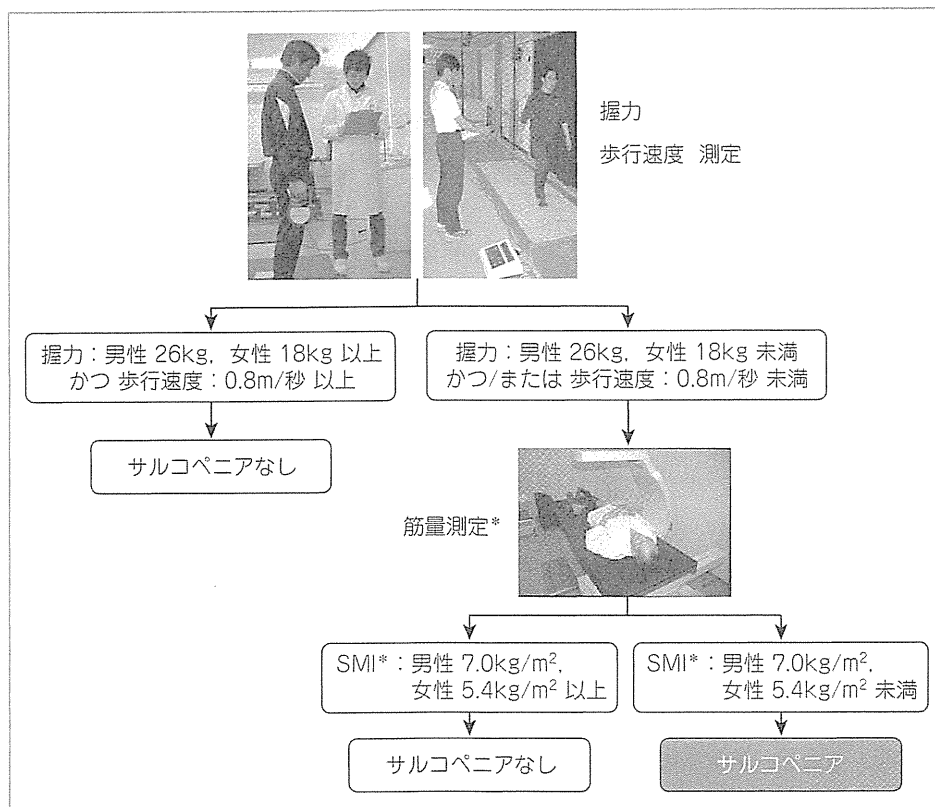 握力
歩行速度 測定
握力：男性 26kg，女性 18kg 以上
かつ 歩行速度：0.8m/秒 以上
握力：男性 26kg，女性 18kg 未満
かつ/または 歩行速度：0.8m/秒 未満
サルコペニアなし
筋量測定*
SMI*：男性 7.0kg/m²，
女性 5.4kg/m² 以上
SMI*：男性 7.0kg/m²，
女性 5.4kg/m² 未満
サルコペニアなし
サルコペニア